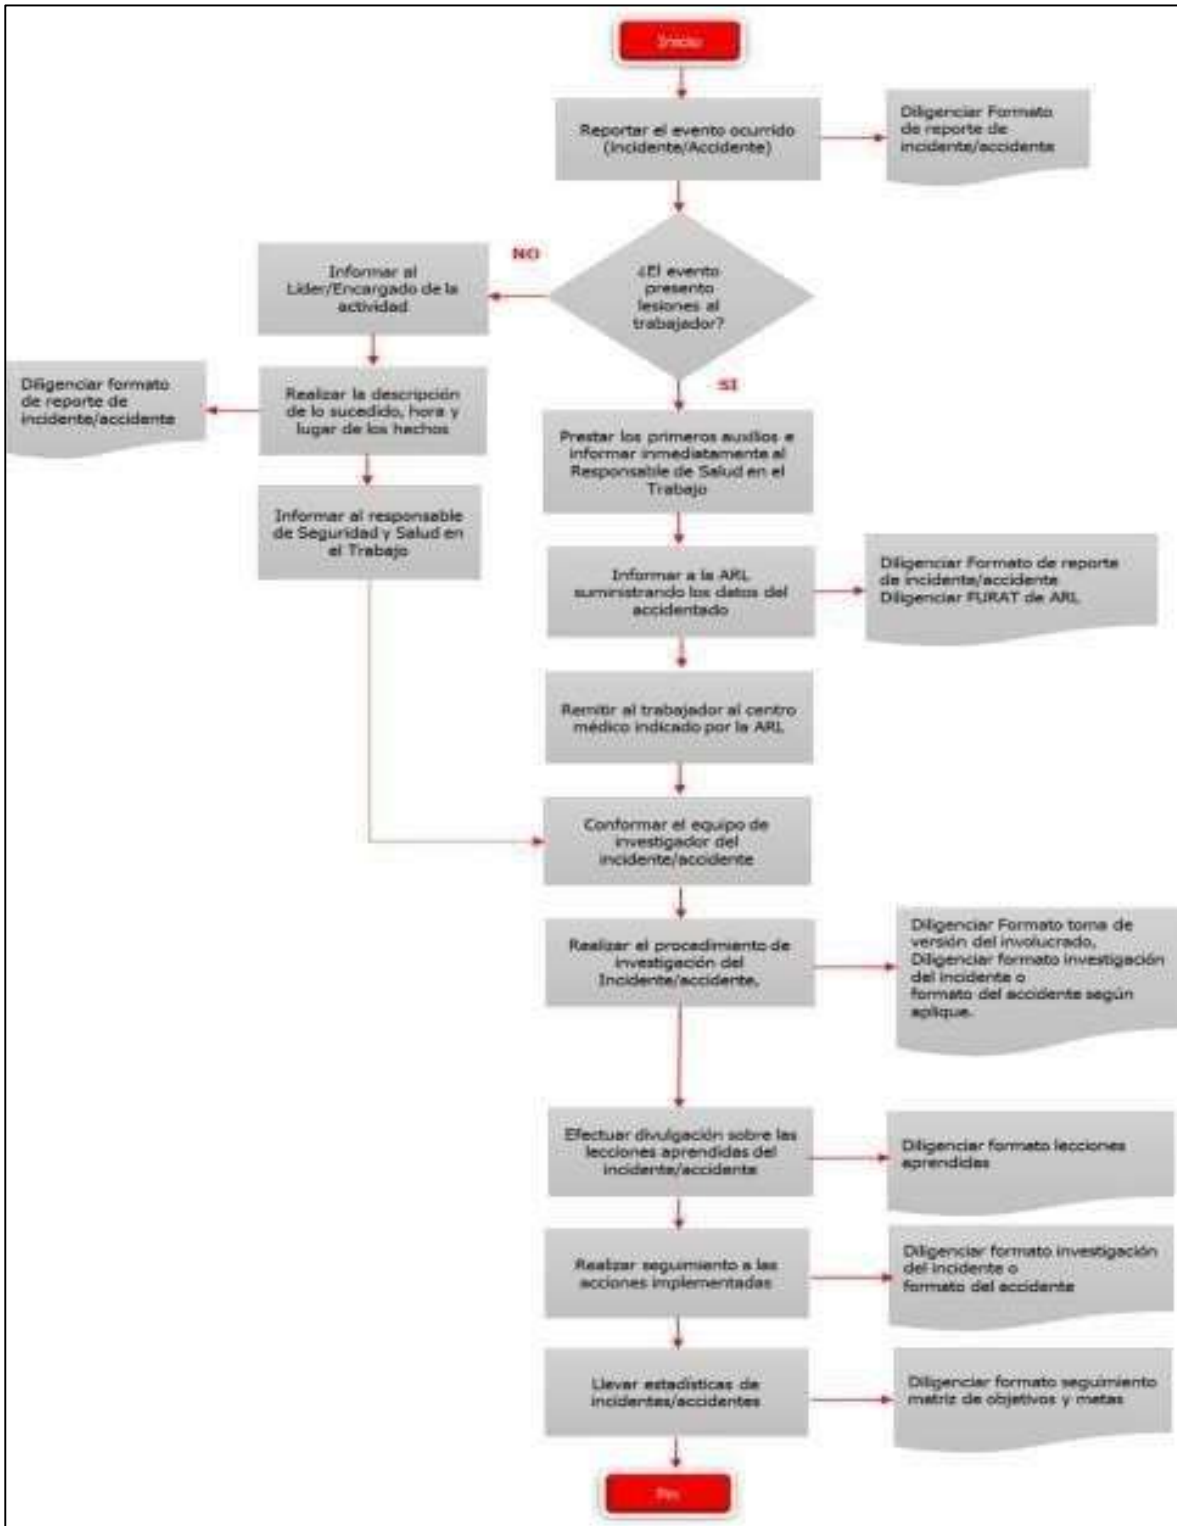 Inicio
Reportar el evento ocurrido
(Incidente/Accidente)
Diligenciar Formato
de reporte de
incidente/accidente
¿El evento
presento
lesiones al
trabajador?
NO
Informar al
Líder/Encargado de la
actividad
Realizar la descripción
de lo sucedido, hora y
lugar de los hechos
Diligenciar formato
de reporte de
incidente/accidente
Informar al responsable
de Seguridad y Salud en
el Trabajo
SI
Prestar los primeros auxilios e
informar inmediatamente al
Responsable de Salud en el
Trabajo
Informar a la ARL
suministrando los datos del
accidentado
Diligenciar Formato de reporte
de incidente/accidente
Diligenciar FURAT de ARL
Remitir al trabajador al centro
médico indicado por la ARL
Conformar el equipo de
investigador del
incidente/accidente
Realizar el procedimiento de
investigación del
Incidente/accidente,
Diligenciar Formato toma de
versión del involucrado,
Diligenciar formato investigación
del incidente o
formato del accidente según
aplique.
Efectuar divulgación sobre las
lecciones aprendidas del
incidente/accidente
Diligenciar formato lecciones
aprendidas
Realizar seguimiento a las
acciones implementadas
Diligenciar formato investigación
del incidente o
formato del accidente
Llevar estadísticas de
incidentes/accidentes
Diligenciar formato seguimiento
matriz de objetivos y metas
Fin